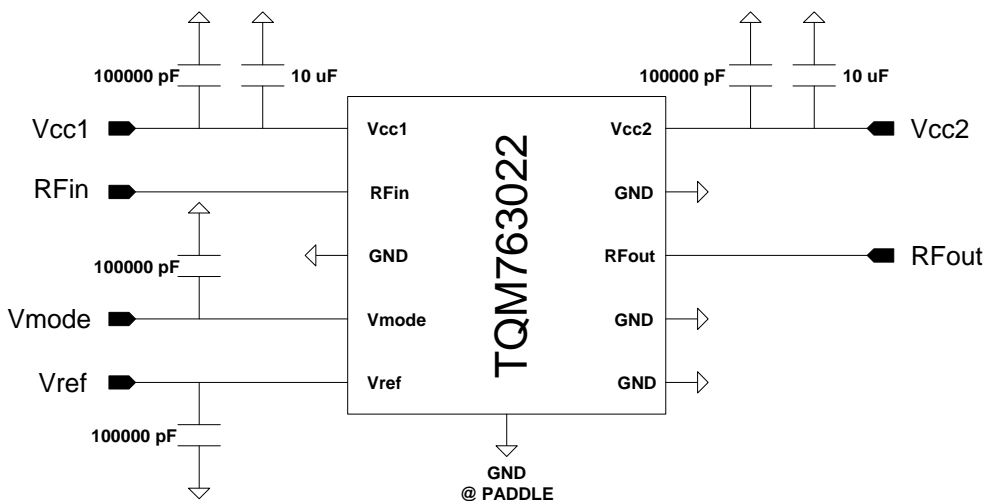 100000 pF
10 uF
100000 pF
10 uF
Vcc1
Vcc1
Vcc2
Vcc2
RFin
RFin
GND
TQM763022
100000 pF
GND
RFout
RFout
Vmode
Vmode
GND
Vref
Vref
GND
100000 pF
GND
@ PADDLE